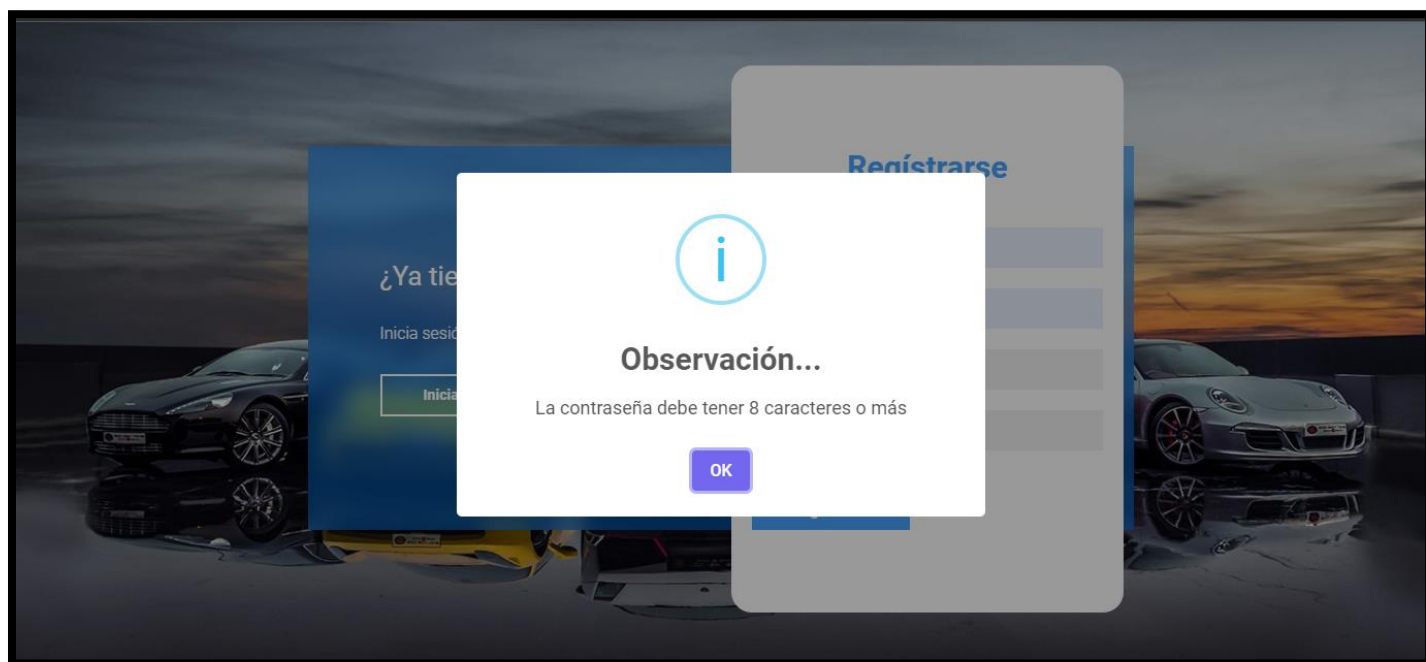 Regístrarse
¿Ya tie
Inicia sesió
Inicia
i
Observación...
La contraseña debe tener 8 caracteres o más
OK